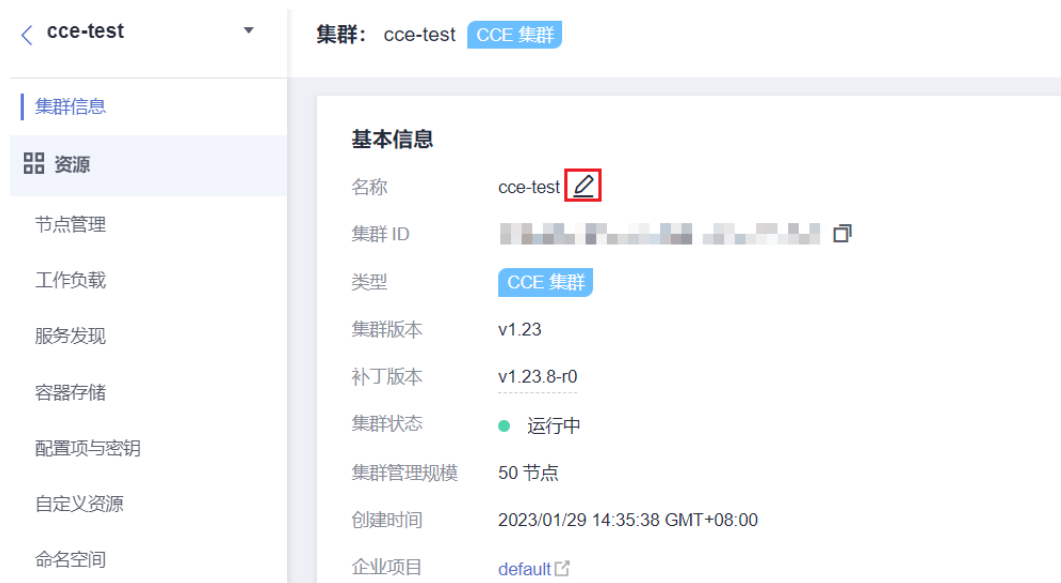 cce-test
集群： cce-test CCE 集群
集群信息
资源
节点管理
工作负载
服务发现
容器存储
配置项与密钥
自定义资源
命名空间
基本信息
名称 cce-test
集群 ID
类型 CCE 集群
集群版本 v1.23
补丁版本 v1.23.8-r0
集群状态 运行中
集群管理规模 50 节点
创建时间 2023/01/29 14:35:38 GMT+08:00
企业项目 default